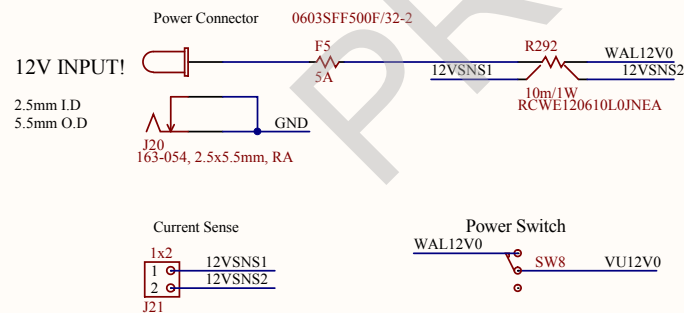 Power Connector
0603SFF500F/32-2
F5
R292
WAL12V0
12V INPUT!
12VSNS1
12VSNS2
5A
10m/1W
RCWE120610L0JNEA
2.5mm I.D
5.5mm O.D
GND
J20
163-054, 2.5x5.5mm, RA
Current Sense
Power Switch
1x2
WAL12V0
1
12VSNS1
SW8
VU12V0
2
12VSNS2
J21
PR